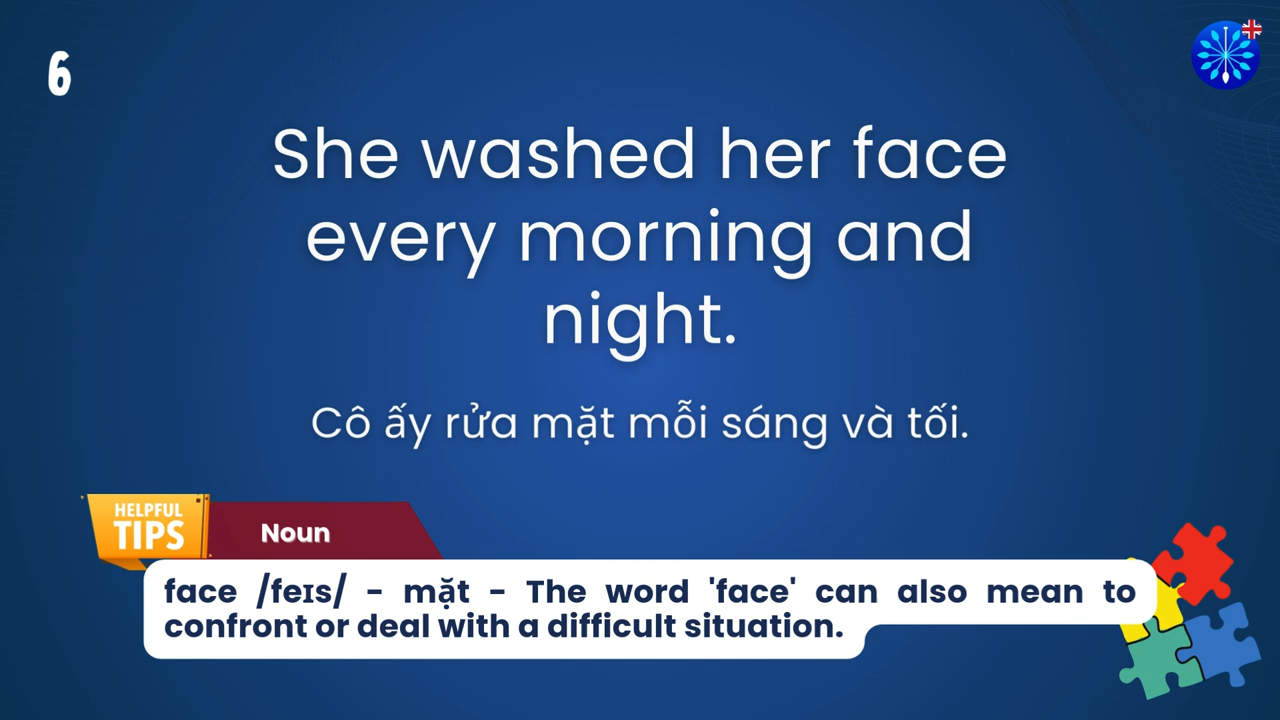 6
She washed her face
every morning and
night.
Cô ấy rửa mặt mỗi sáng và tối.
HELPFUL
TIPS
Noun
face /feɪs/ - mặt - The word 'face' can also mean to
confront or deal with a difficult situation.